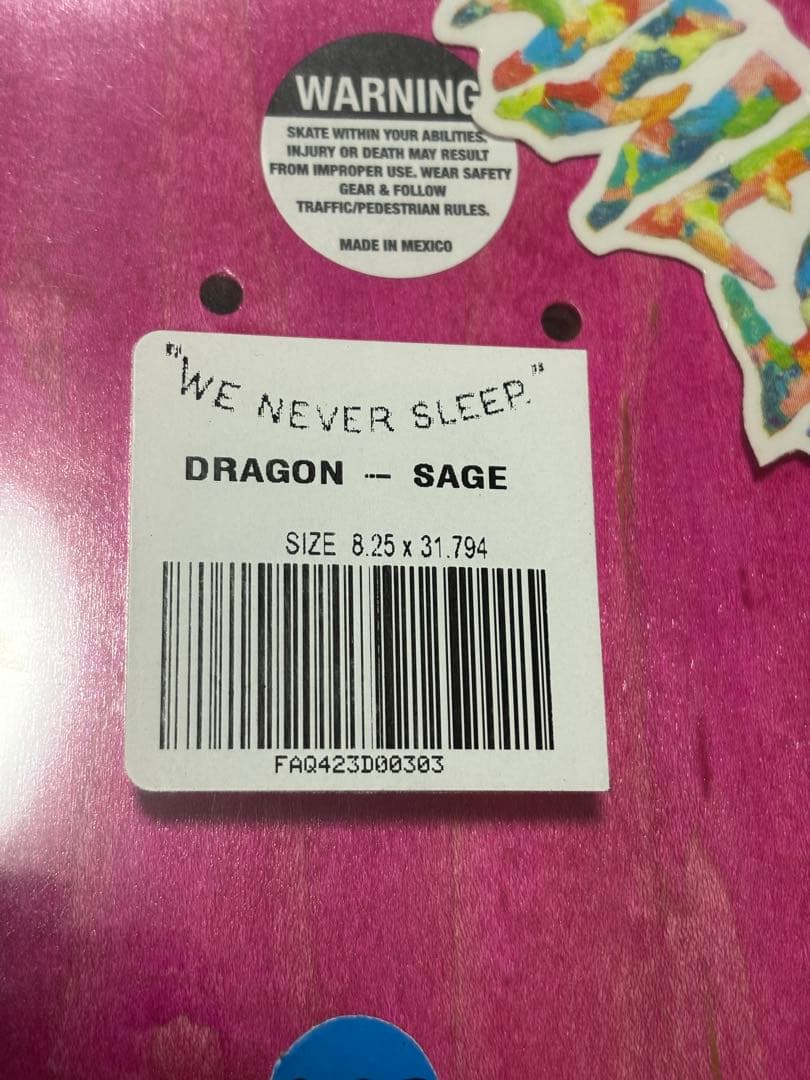 WARNING
SKATE WITHIN YOUR ABILITIES.
INJURY OR DEATH MAY RESULT
FROM IMPROPER USE. WEAR SAFETY
GEAR & FOLLOW
TRAFFIC/PEDESTRIAN RULES.
MADE IN MEXICO
"WE NEVER SLEEP."
DRAGON -- SAGE
SIZE 8.25 x 31.794
FAQ423D00303